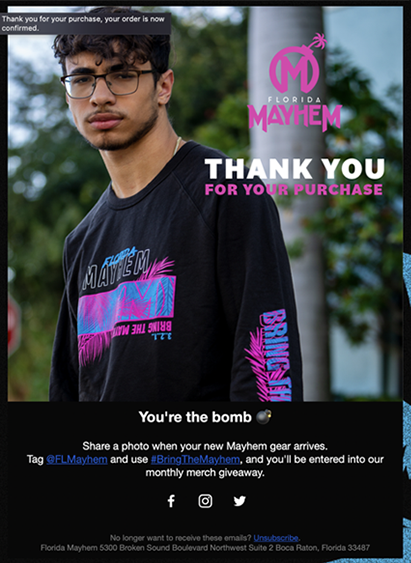 Thank you for your purchase, your order is now
confirmed.
FLORIDA
MAYHEM
THANK YOU
FOR YOUR PURCHASE
FLORIDA
MAYHEM
BRING THE
BRING TH
You're the bomb 💣
Share a photo when your new Mayhem gear arrives.
Tag @FLMayhem and use #BringTheMayhem, and you'll be entered into our
monthly merch giveaway.
No longer want to receive these emails? Unsubscribe.
Florida Mayhem 5300 Broken Sound Boulevard Northwest Suite 2 Boca Raton, Florida 33487